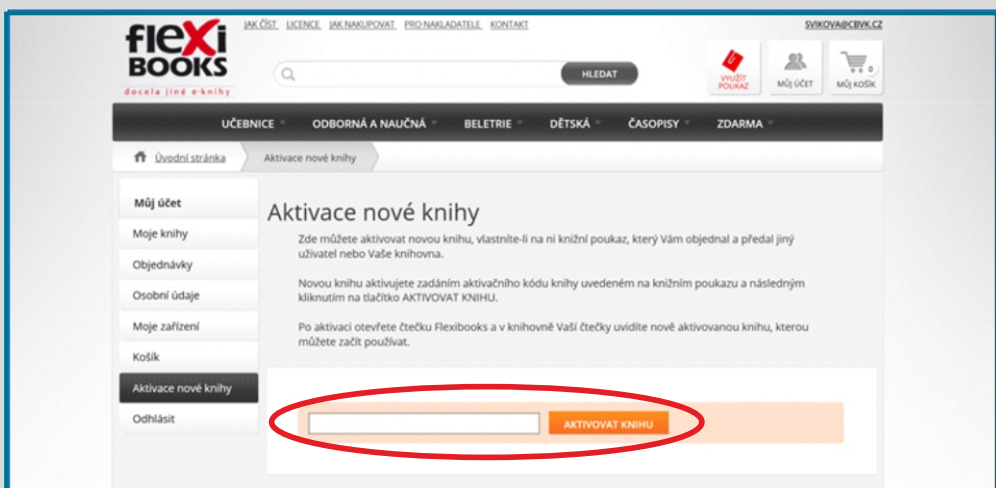 flexi
BOOKS
docela jiné e-knihy
JAK ČÍST LICENCE JAK NAKUPOVAT PRO NAKLADATELE KONTAKT
SVIKOVA@CBVK.CZ
HLEDAT
VYUŽÍT
POUKAZ
MŮJ ÚČET
0
MŮJ KOŠÍK
UČEBNICE ODBORNÁ A NAUČNÁ BELETRIE DĚTSKÁ ČASOPISY ZDARMA
Úvodní stránka Aktivace nové knihy
Můj účet
Moje knihy
Objednávky
Osobní údaje
Moje zařízení
Košík
Aktivace nové knihy
Odhlásit
Aktivace nové knihy
Zde můžete aktivovat novou knihu, vlastníte-li na ni knižní poukaz, který Vám objednal a předal jiný
uživatel nebo Vaše knihovna.
Novou knihu aktivujete zadáním aktivačního kódu knihy uvedeném na knižním poukazu a následným
kliknutím na tlačítko AKTIVOVAT KNIHU.
Po aktivaci otevřete čtečku Flexibooks a v knihovně Vaší čtečky uvidíte nově aktivovanou knihu, kterou
můžete začít používat.
AKTIVOVAT KNIHU